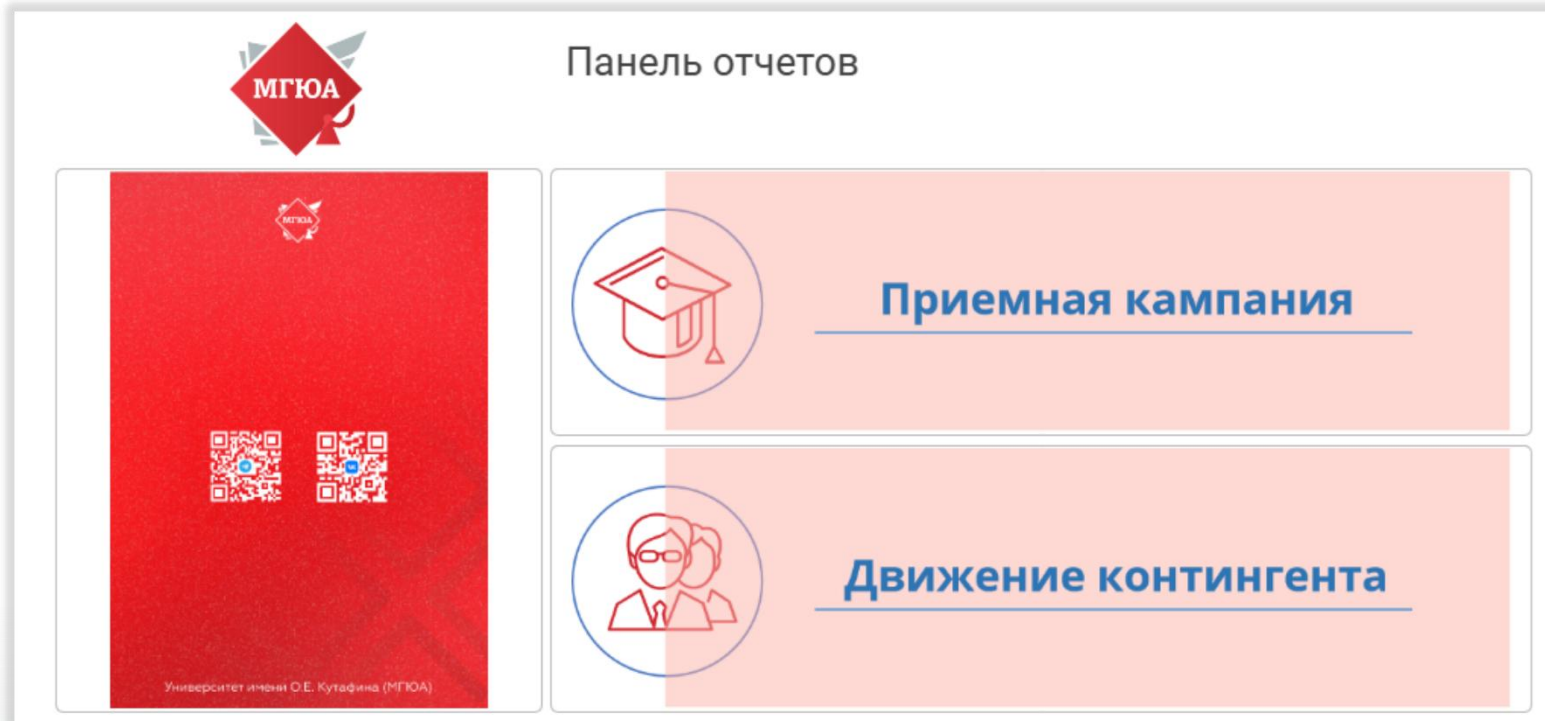 МГЮА
Панель отчетов
МГЮА
Университет имени О.Е. Кутафина (МГЮА)
Приемная кампания
Движение контингента